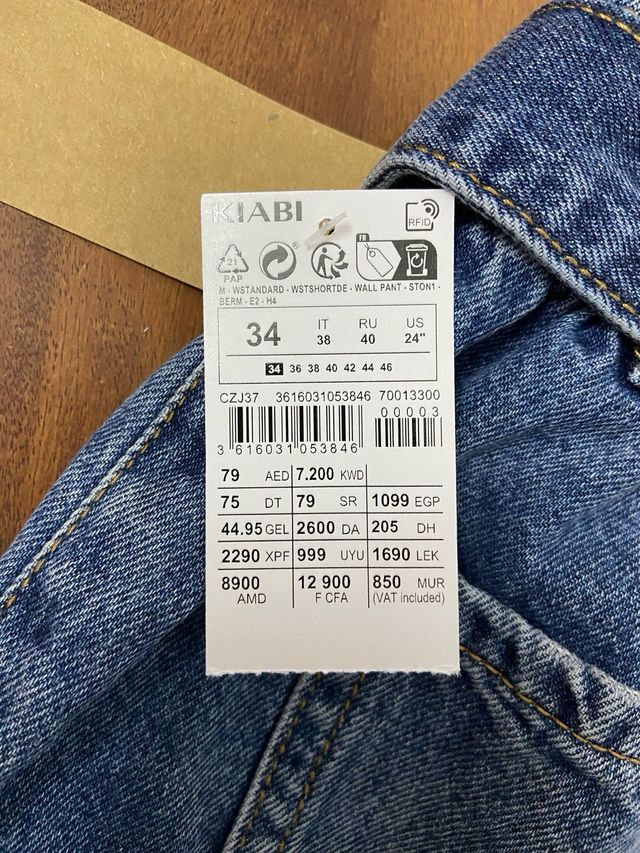 KIABI
RFID
FR
21
PAP
M - WSTANDARD - WSTSHORTDE - WALL PANT - STON1 -
BERM - E2 - H4
34 IT RU US
38 40 24"
34 36 38 40 42 44 46
CZJ37 3616031053846 70013300
00003
3 616031 053846
79 AED 7.200 KWD
75 DT 79 SR 1099 EGP
44.95 GEL 2600 DA 205 DH
2290 XPF 999 UYU 1690 LEK
8900 12 900 850 MUR
AMD F CFA (VAT included)